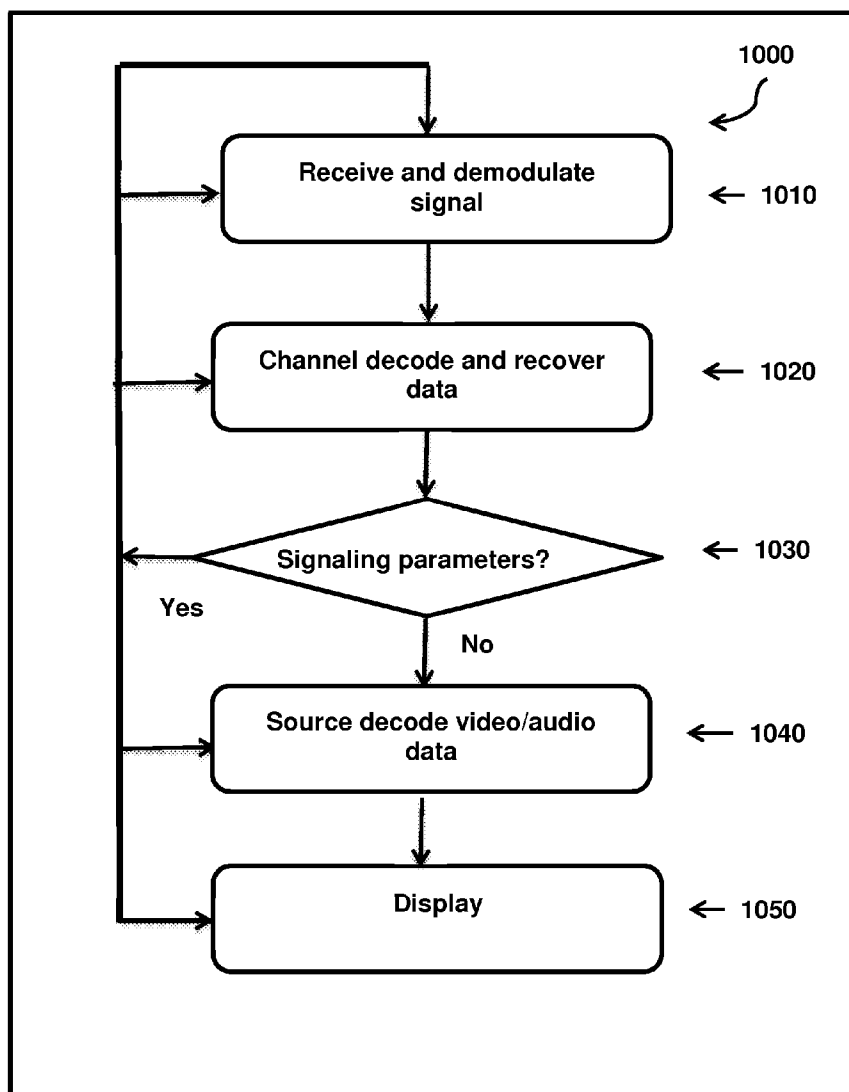 1000
Receive and demodulate
signal
1010
Channel decode and recover
data
1020
Signaling parameters?
1030
Yes
No
Source decode video/audio
data
1040
Display
1050